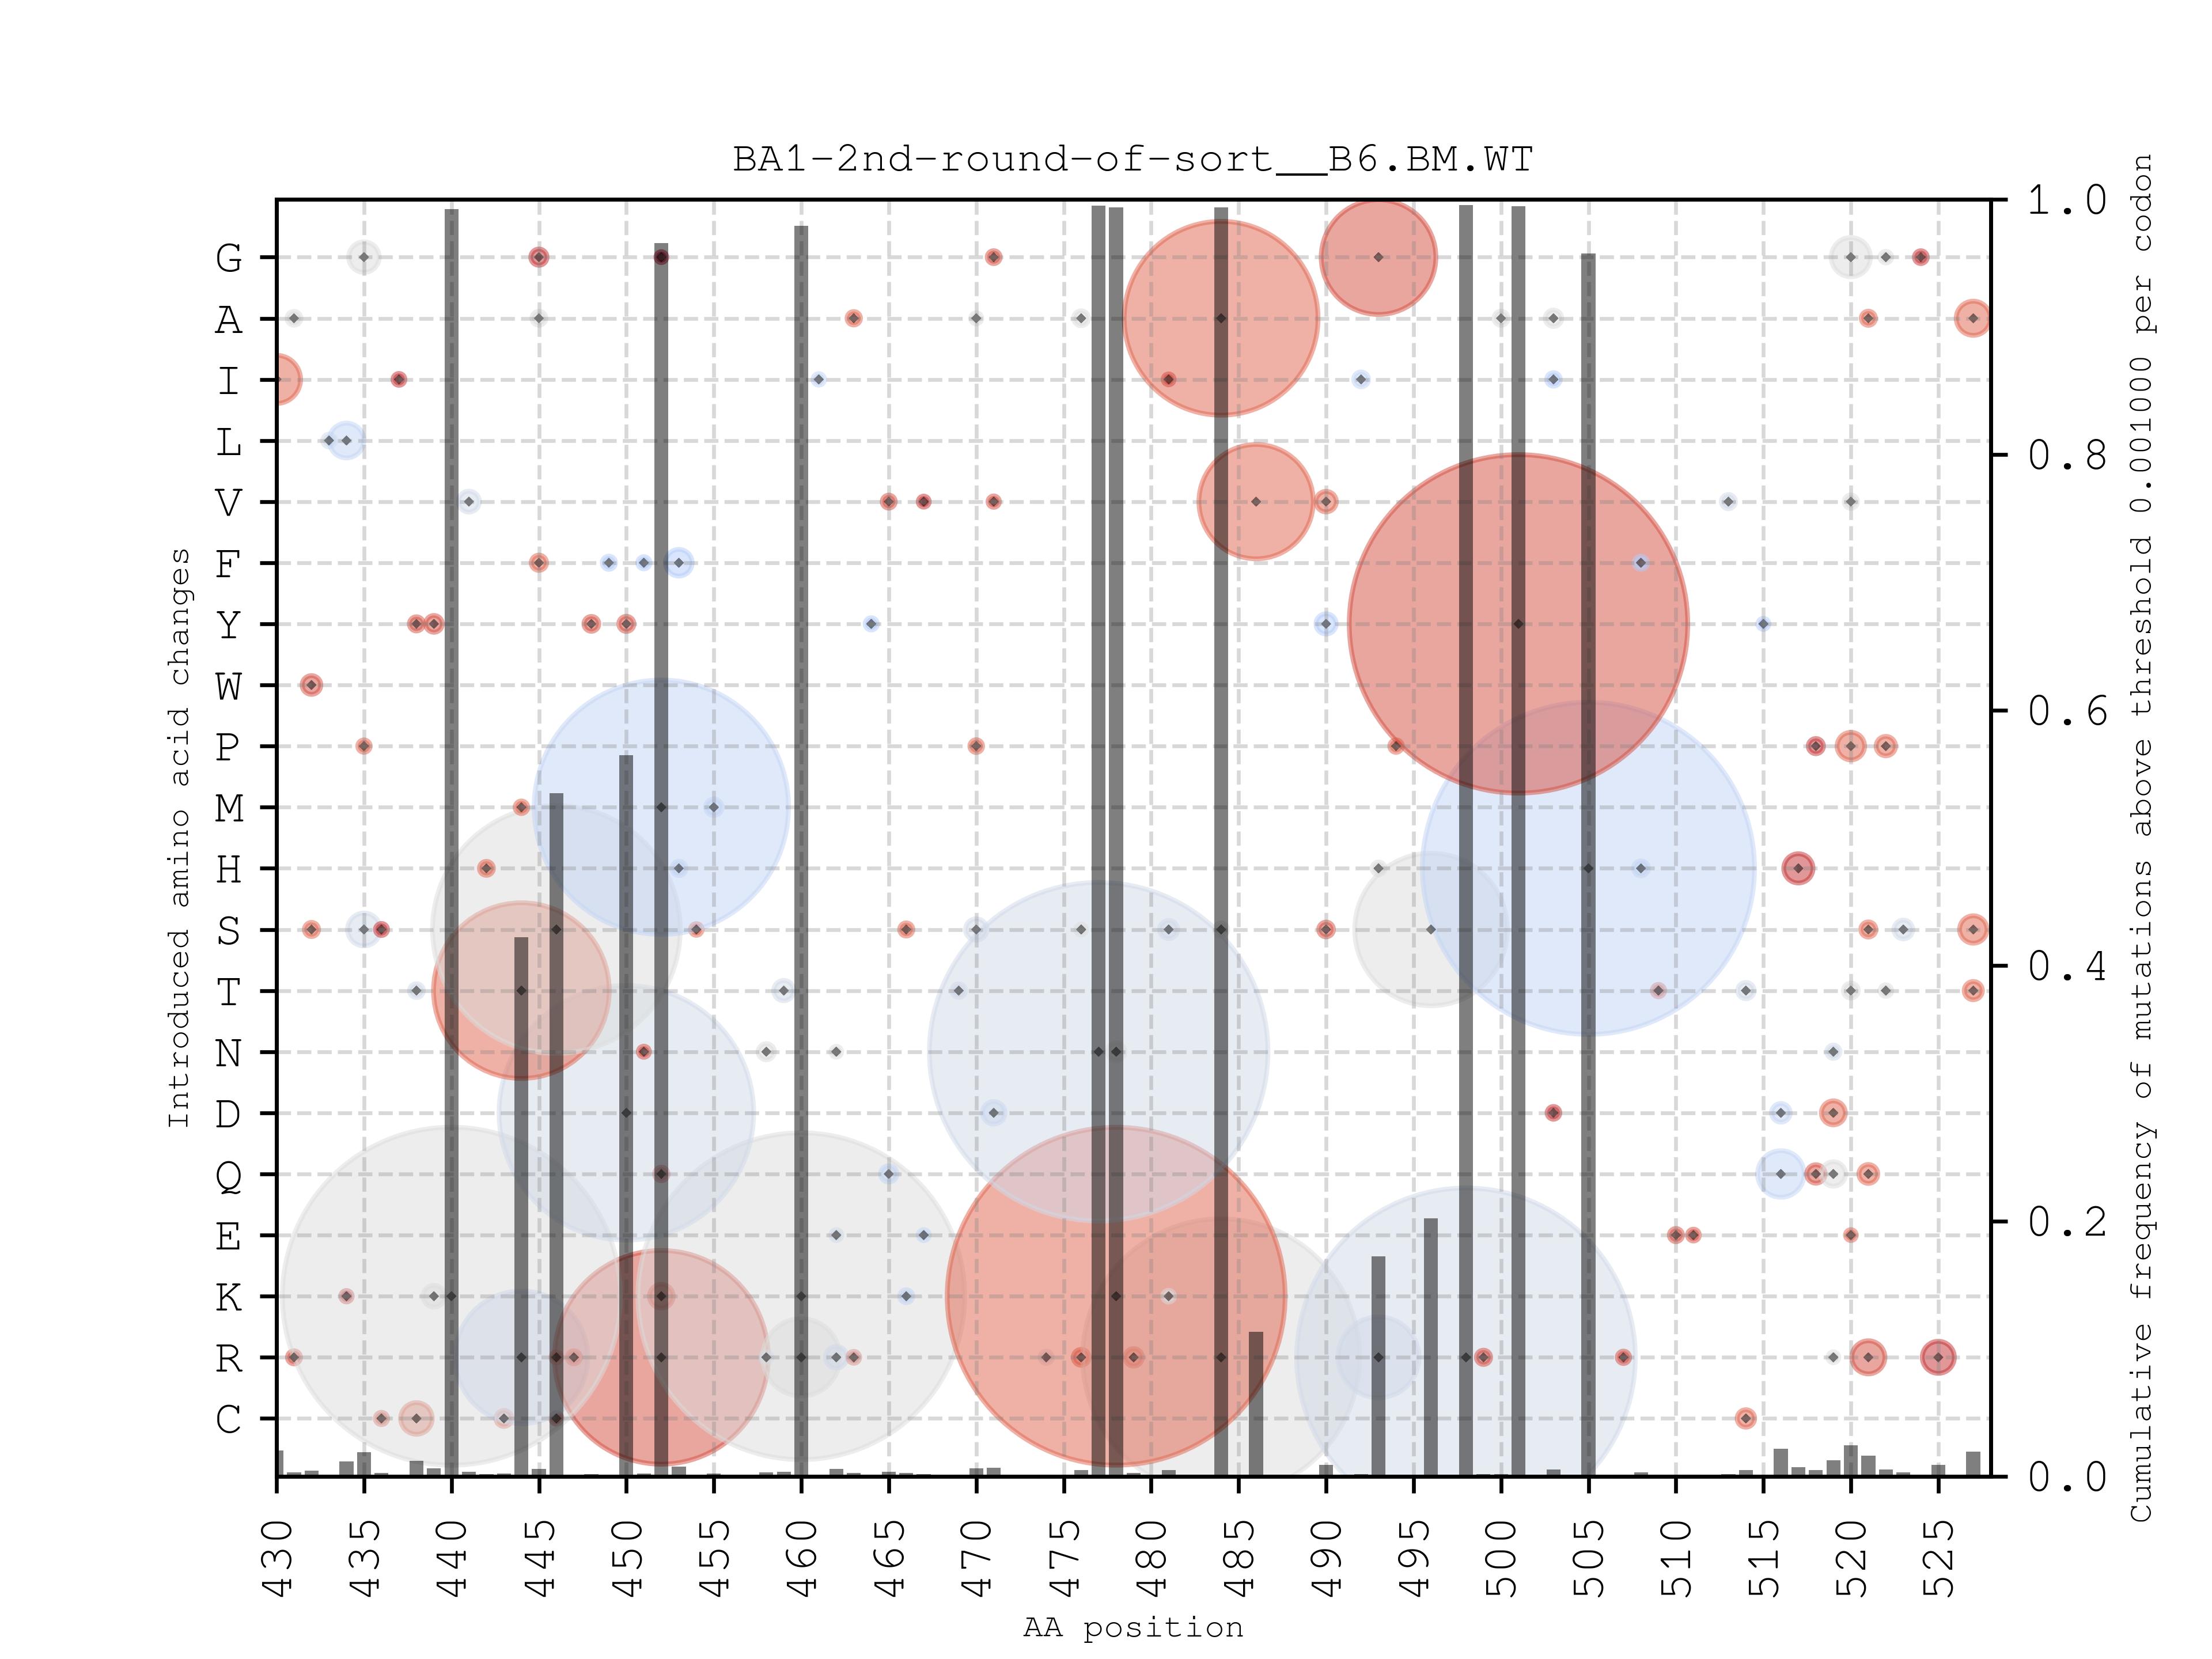 BA1-2nd-round-of-sort__B6.BM.WT
Introduced amino acid changes
G
A
I
L
V
F
Y
W
P
M
H
S
T
N
D
Q
E
K
R
C
1.0
0.8
0.6
0.4
0.2
0.0
Cumulative frequency of mutations above threshold 0.001000 per codon
430
435
440
445
450
455
460
465
470
475
480
485
490
495
500
505
510
515
520
525
AA position